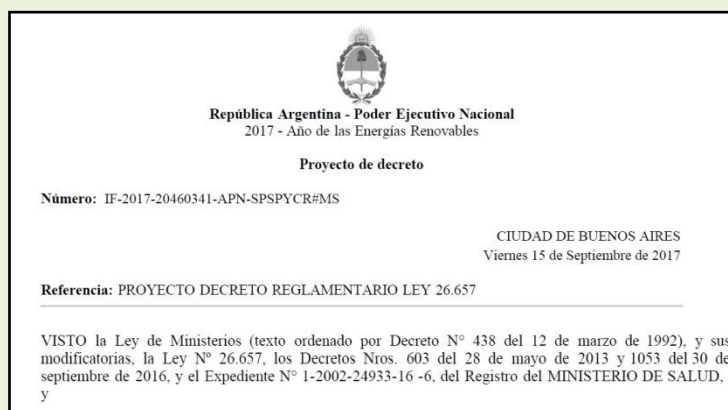 República Argentina - Poder Ejecutivo Nacional
2017 - Año de las Energías Renovables
Proyecto de decreto
Número: IF-2017-20460341-APN-SPSPYCR#MS
CIUDAD DE BUENOS AIRES
Viernes 15 de Septiembre de 2017
Referencia: PROYECTO DECRETO REGLAMENTARIO LEY 26.657
VISTO la Ley de Ministerios (texto ordenado por Decreto N° 438 del 12 de marzo de 1992), y sus
modificatorias, la Ley Nº 26.657, los Decretos Nros. 603 del 28 de mayo de 2013 y 1053 del 30 de
septiembre de 2016, y el Expediente N° 1-2002-24933-16 -6, del Registro del MINISTERIO DE SALUD,
y